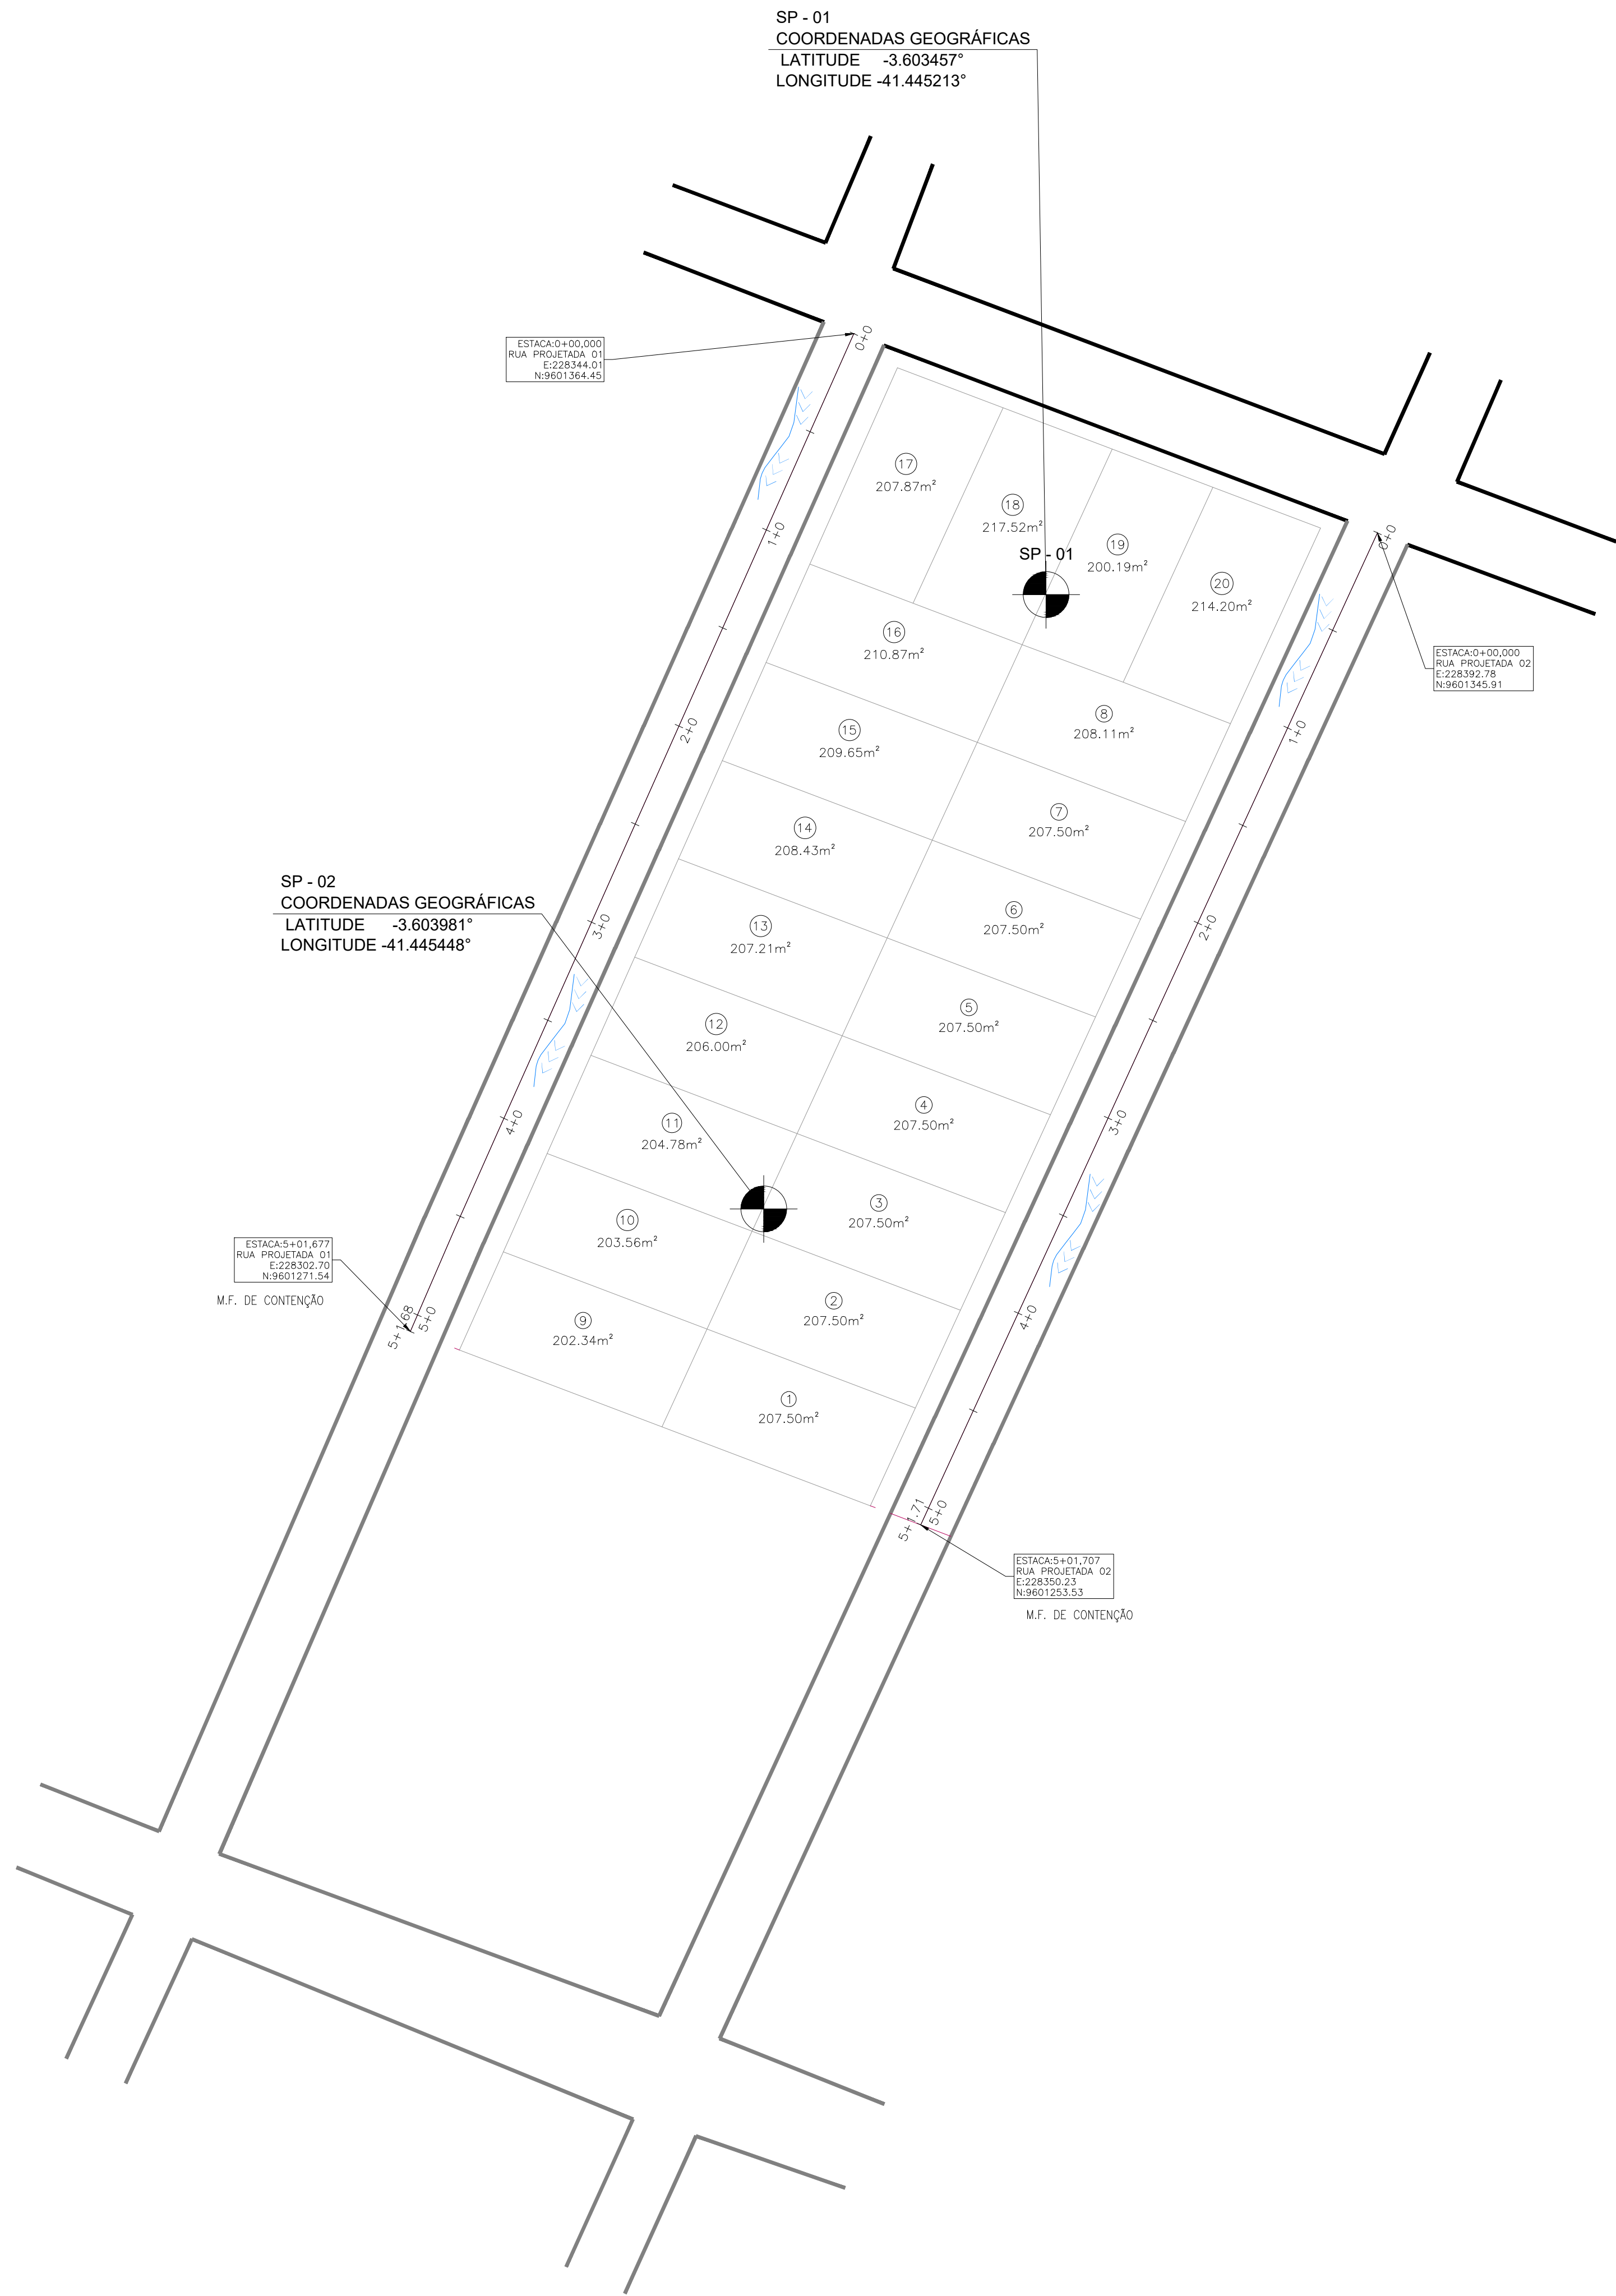 SP - 01
COORDENADAS GEOGRÁFICAS
LATITUDE -3.603457°
LONGITUDE -41.445213°
ESTACA:0+00,000
RUA PROJETADA 01
E:228344.01
N:9601364.45
0+0
17
207.87m²
18
217.52m²
SP - 01
19
200.19m²
20
214.20m²
0+0
1+0
16
210.87m²
ESTACA:0+00,000
RUA PROJETADA 02
E:228392.78
N:9601345.91
8
208.11m²
1+0
2+0
15
209.65m²
7
207.50m²
14
208.43m²
SP - 02
COORDENADAS GEOGRÁFICAS
LATITUDE -3.603981°
LONGITUDE -41.445448°
3+0
13
207.21m²
6
207.50m²
2+0
12
206.00m²
5
207.50m²
4+0
11
204.78m²
4
207.50m²
3+0
10
203.56m²
3
207.50m²
ESTACA:5+01,677
RUA PROJETADA 01
E:228302.70
N:9601271.54
M.F. DE CONTENÇÃO
5+1.68
5+0
9
202.34m²
2
207.50m²
4+0
1
207.50m²
5+1.71
5+0
ESTACA:5+01,707
RUA PROJETADA 02
E:228350.23
N:9601253.53
M.F. DE CONTENÇÃO